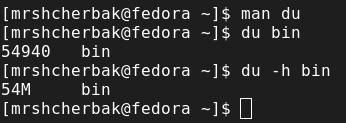 [mrshcherbak@fedora ~]$ man du
[mrshcherbak@fedora ~]$ du bin
54940   bin
[mrshcherbak@fedora ~]$ du -h bin
54M     bin
[mrshcherbak@fedora ~]$